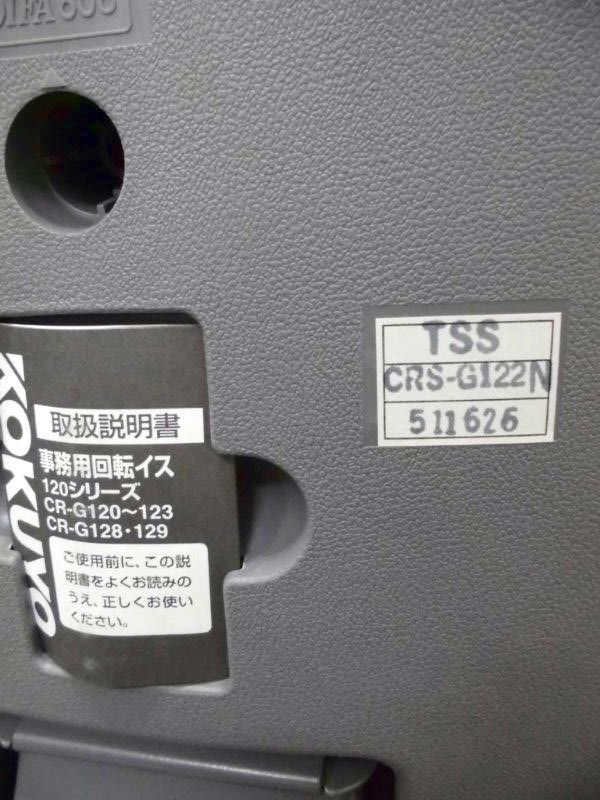 KOKUYO
取扱説明書
事務用回転イス
120シリーズ
CR-G120～123
CR-G128・129
ご使用前に、この説
明書をよくお読みの
うえ、正しくお使い
ください。
TSS
CRS-G122N
511626